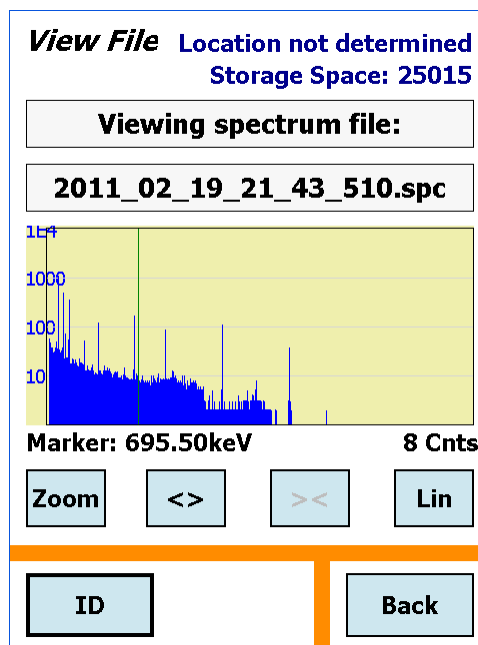 View File
Location not determined
Storage Space: 25015
Viewing spectrum file:
2011_02_19_21_43_510.spc
1E4
1000
100
10
Marker: 695.50keV 8 Cnts
Zoom <> >< Lin
ID Back